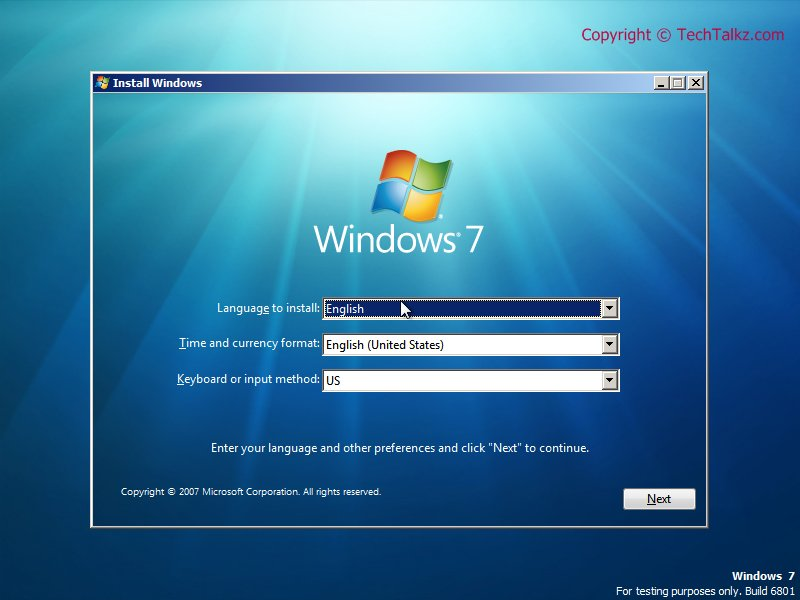 Copyright © TechTalkz.com
Install Windows
Windows® 7
Language to install: English
Time and currency format: English (United States)
Keyboard or input method: US
Enter your language and other preferences and click "Next" to continue.
Copyright © 2007 Microsoft Corporation. All rights reserved.
Next
Windows 7
For testing purposes only. Build 6801